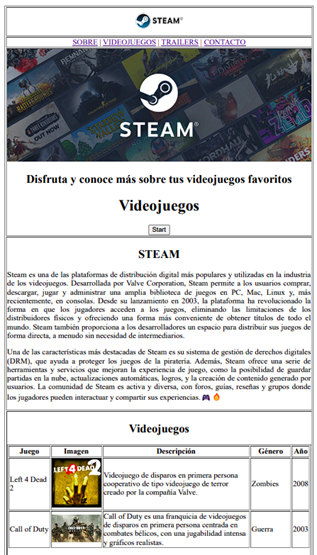 STEAM®
SOBRE | VIDEOJUEGOS | TRAILERS | CONTACTO
STEAM®
Disfruta y conoce más sobre tus videojuegos favoritos
Videojuegos
Start
STEAM
Steam es una de las plataformas de distribución digital más populares y utilizadas en la industria
de los videojuegos. Desarrollada por Valve Corporation, Steam permite a los usuarios comprar,
descargar, jugar y administrar una amplia biblioteca de juegos en PC, Mac, Linux y, más
recientemente, en consolas. Desde su lanzamiento en 2003, la plataforma ha revolucionado la
forma en que los jugadores acceden a los juegos, eliminando las limitaciones de los
distribuidores físicos y ofreciendo una forma más conveniente de obtener títulos de todo el
mundo. Steam también proporciona a los desarrolladores un espacio para distribuir sus juegos de
forma directa, a menudo sin necesidad de intermediarios.
Una de las características más destacadas de Steam es su sistema de gestión de derechos digitales
(DRM), que ayuda a proteger los juegos de la piratería. Además, Steam ofrece una serie de
herramientas y servicios que mejoran la experiencia de juego, como la posibilidad de guardar
partidas en la nube, actualizaciones automáticas, logros, y la creación de contenido generado por
usuarios. La comunidad de Steam es activa y diversa, con foros, guías, reseñas y grupos donde
los jugadores pueden interactuar y compartir sus experiencias. 🎮 🔥
Videojuegos
Juego Imagen Descripción Género Año
Left 4 Dead 2 LEFT 4 DEAD 2 Videojuego de disparos en primera persona cooperativo de tipo videojuego de terror creado por la compañía Valve. Zombies 2008
Call of Duty Call of Duty es una franquicia de videojuegos de disparos en primera persona centrada en combates bélicos, con una jugabilidad intensa y gráficos realistas. Guerra 2003